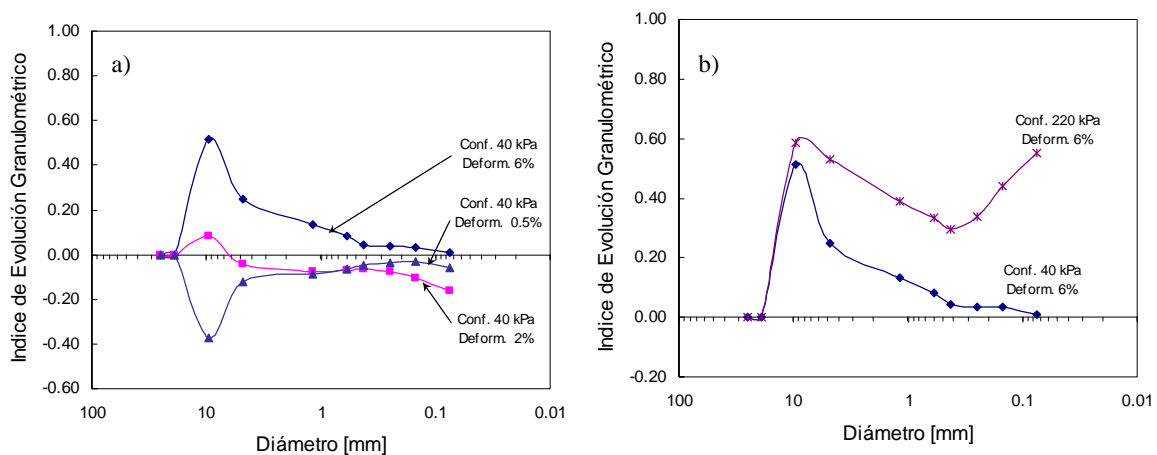 a)
Indice de Evolución Granulométrico
1.00
0.80
0.60
0.40
0.20
0.00
-0.20
-0.40
-0.60
Conf. 40 kPa
Deform. 6%
Conf. 40 kPa
Deform. 0.5%
Conf. 40 kPa
Deform. 2%
100
10
1
0.1
0.01
Diámetro [mm]
b)
Indice de Evolución Granulométrico
1.00
0.80
0.60
0.40
0.20
0.00
-0.20
Conf. 220 kPa
Deform. 6%
Conf. 40 kPa
Deform. 6%
100
10
1
0.1
0.01
Diámetro [mm]